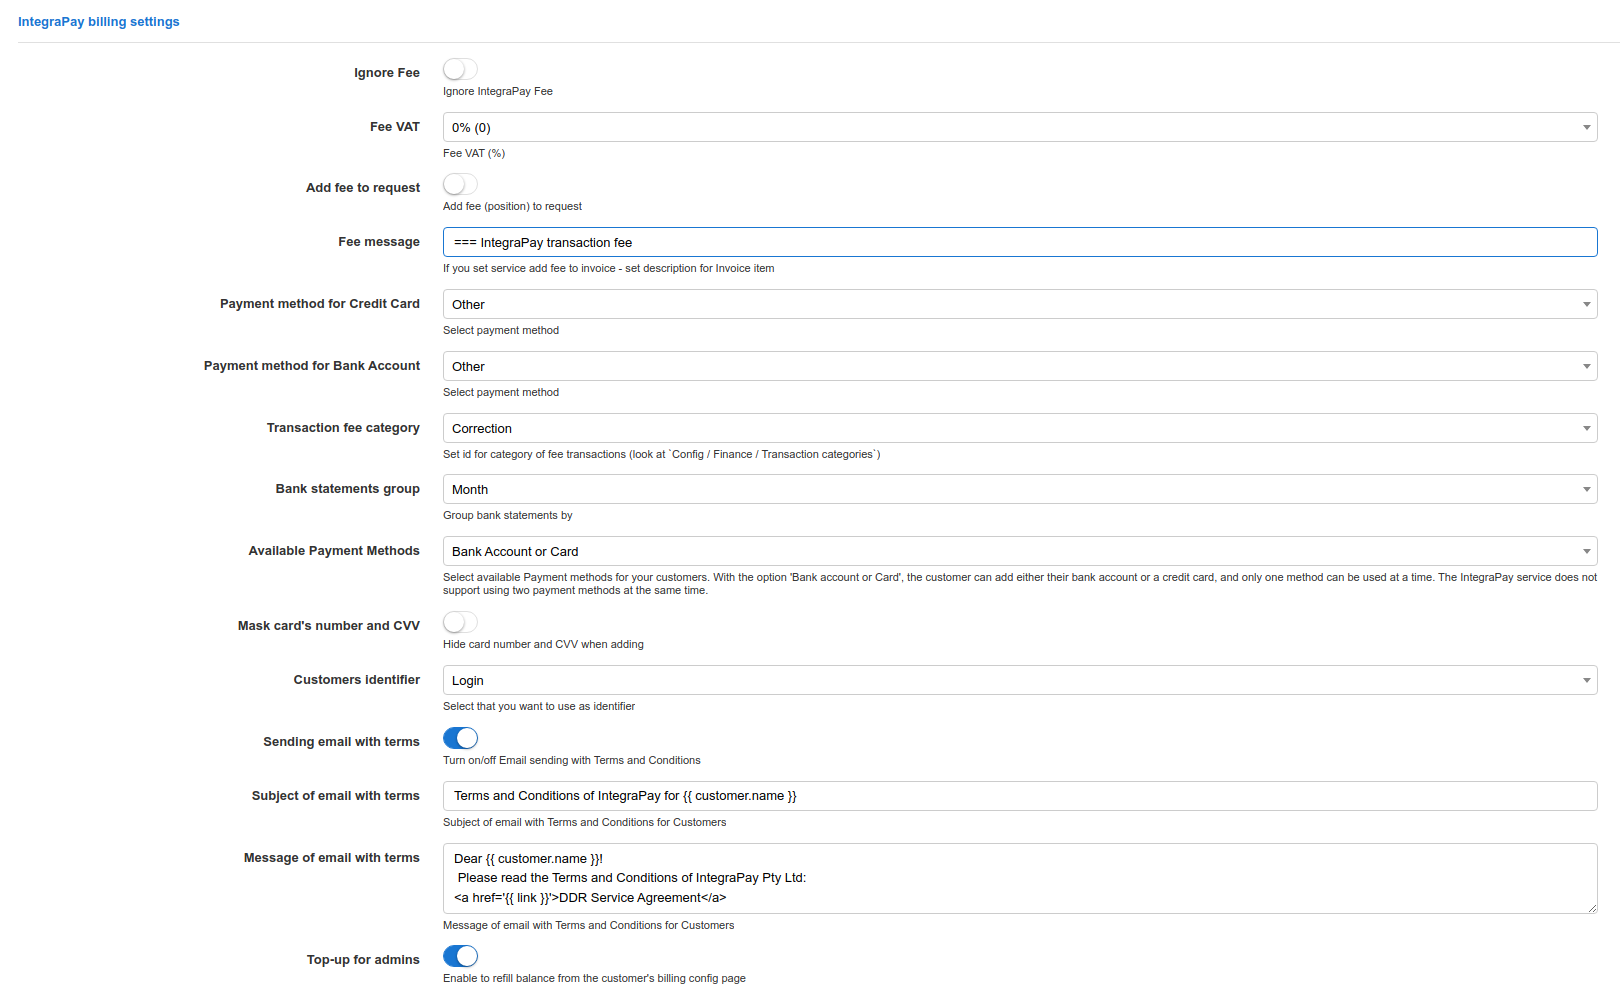 IntegraPay billing settings
Ignore Fee
Ignore IntegraPay Fee
Fee VAT
0% (0)
Fee VAT (%)
Add fee to request
Add fee (position) to request
Fee message
=== IntegraPay transaction fee
If you set service add fee to invoice - set description for Invoice item
Payment method for Credit Card
Other
Select payment method
Payment method for Bank Account
Other
Select payment method
Transaction fee category
Correction
Set id for category of fee transactions (look at `Config / Finance / Transaction categories`)
Bank statements group
Month
Group bank statements by
Available Payment Methods
Bank Account or Card
Select available Payment methods for your customers. With the option 'Bank account or Card', the customer can add either their bank account or a credit card, and only one method can be used at a time. The IntegraPay service does not
support using two payment methods at the same time.
Mask card's number and CVV
Hide card number and CVV when adding
Customers identifier
Login
Select that you want to use as identifier
Sending email with terms
Turn on/off Email sending with Terms and Conditions
Subject of email with terms
Terms and Conditions of IntegraPay for {{ customer.name }}
Subject of email with Terms and Conditions for Customers
Message of email with terms
Dear {{ customer.name }}!
Please read the Terms and Conditions of IntegraPay Pty Ltd:
<a href='{{ link }}'>DDR Service Agreement</a>
Message of email with Terms and Conditions for Customers
Top-up for admins
Enable to refill balance from the customer's billing config page